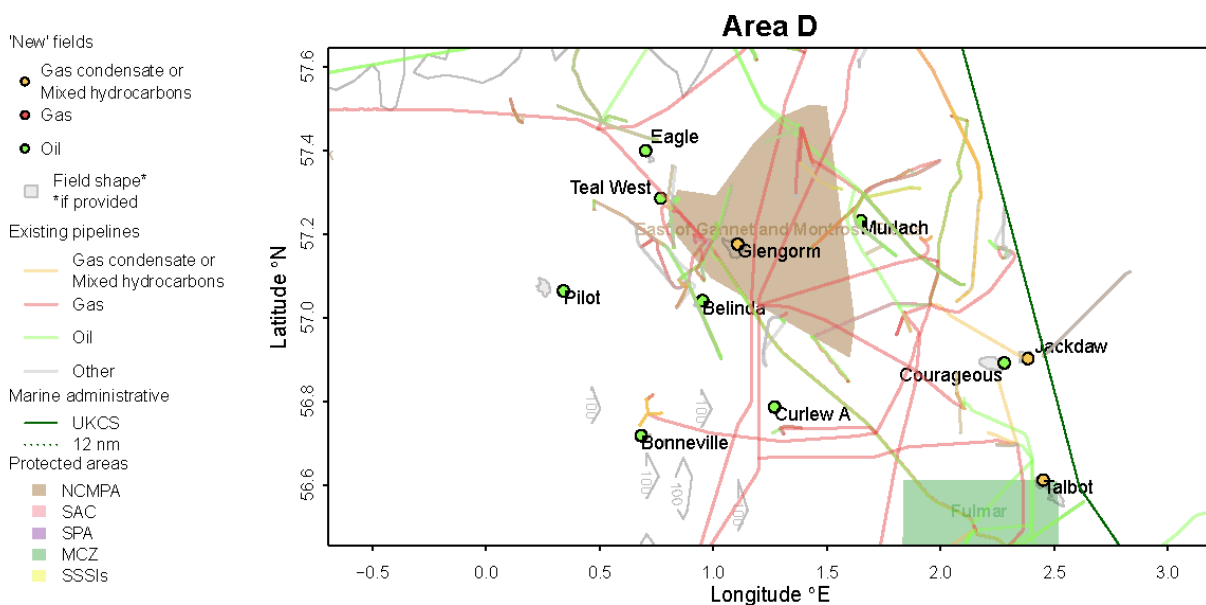 Area D
'New' fields
Gas condensate or
Mixed hydrocarbons
Gas
Oil
Field shape*
*if provided
Existing pipelines
Gas condensate or
Mixed hydrocarbons
Gas
Oil
Other
Marine administrative
UKCS
12 nm
Protected areas
NCMPA
SAC
SPA
MCZ
SSSIs
Latitude °N
57.6
57.4
57.2
57.0
56.8
56.6
Eagle
Teal West
East of Gannet and Montrose
Murlach
Glengorm
Pilot
Belinda
Jackdaw
Courageous
Curlew A
Bonneville
Talbot
Fulmar
-100
-100
-100
-100
-100
−0.5
0.0
0.5
1.0
1.5
2.0
2.5
3.0
Longitude °E